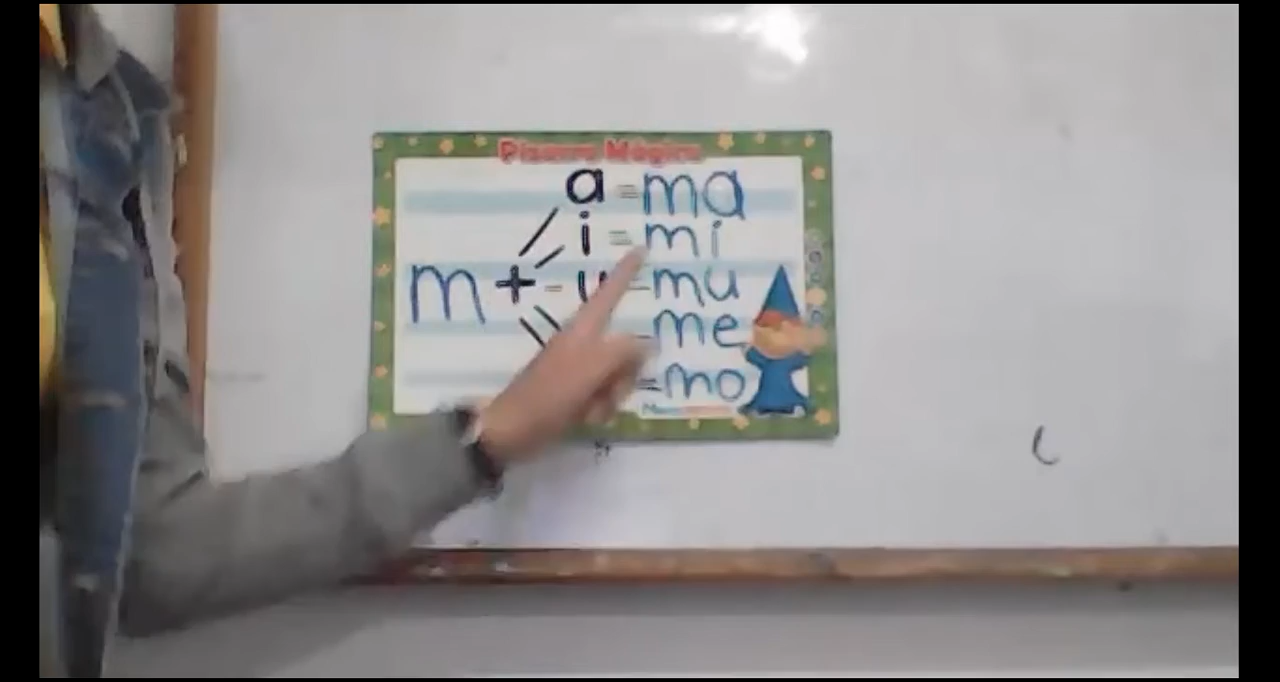 Pizarra Mágica
a = ma
i = mi
m + - u = mu
= me
= mo